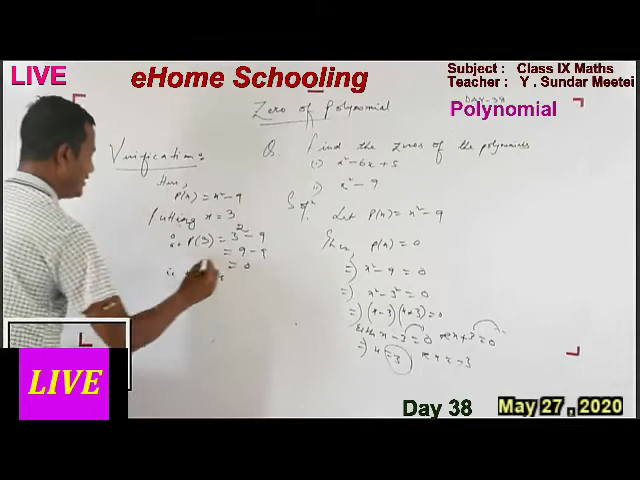 LIVE
eHome Schooling
Subject : Class IX Maths
Teacher : Y . Sundar Meetei
DAY-38
Polynomial
Zero of Polynomial
Verification:
Here,
P(x) = x²-9
Putting x = 3
∴ P(3) = 3² - 9
= 9 - 9
= 0
Q. Find the zeros of the polynomials
(i) x² - 6x + 5
x² - 9
Solⁿ. Let P(x) = x² - 9
Then P(x) = 0
=) x² - 9 = 0
=) x² - 3² = 0
=) (x - 3) (x + 3) = 0
Either x - 3 = 0 or x + 3 = 0
=) x = 3 or x = -3
LIVE
Day 38
May 27 , 2020